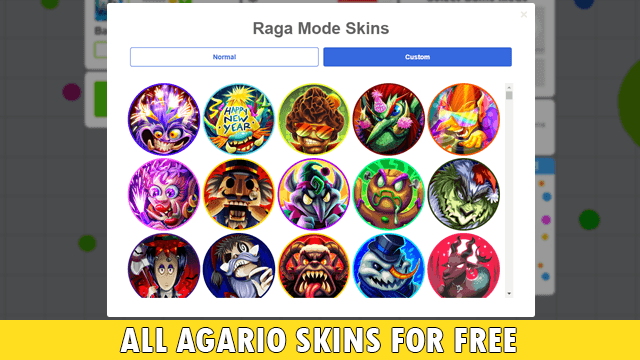 Raga Mode Skins
×
Normal
Custom
HAPPY
NEW
YEAR
ALL AGARIO SKINS FOR FREE